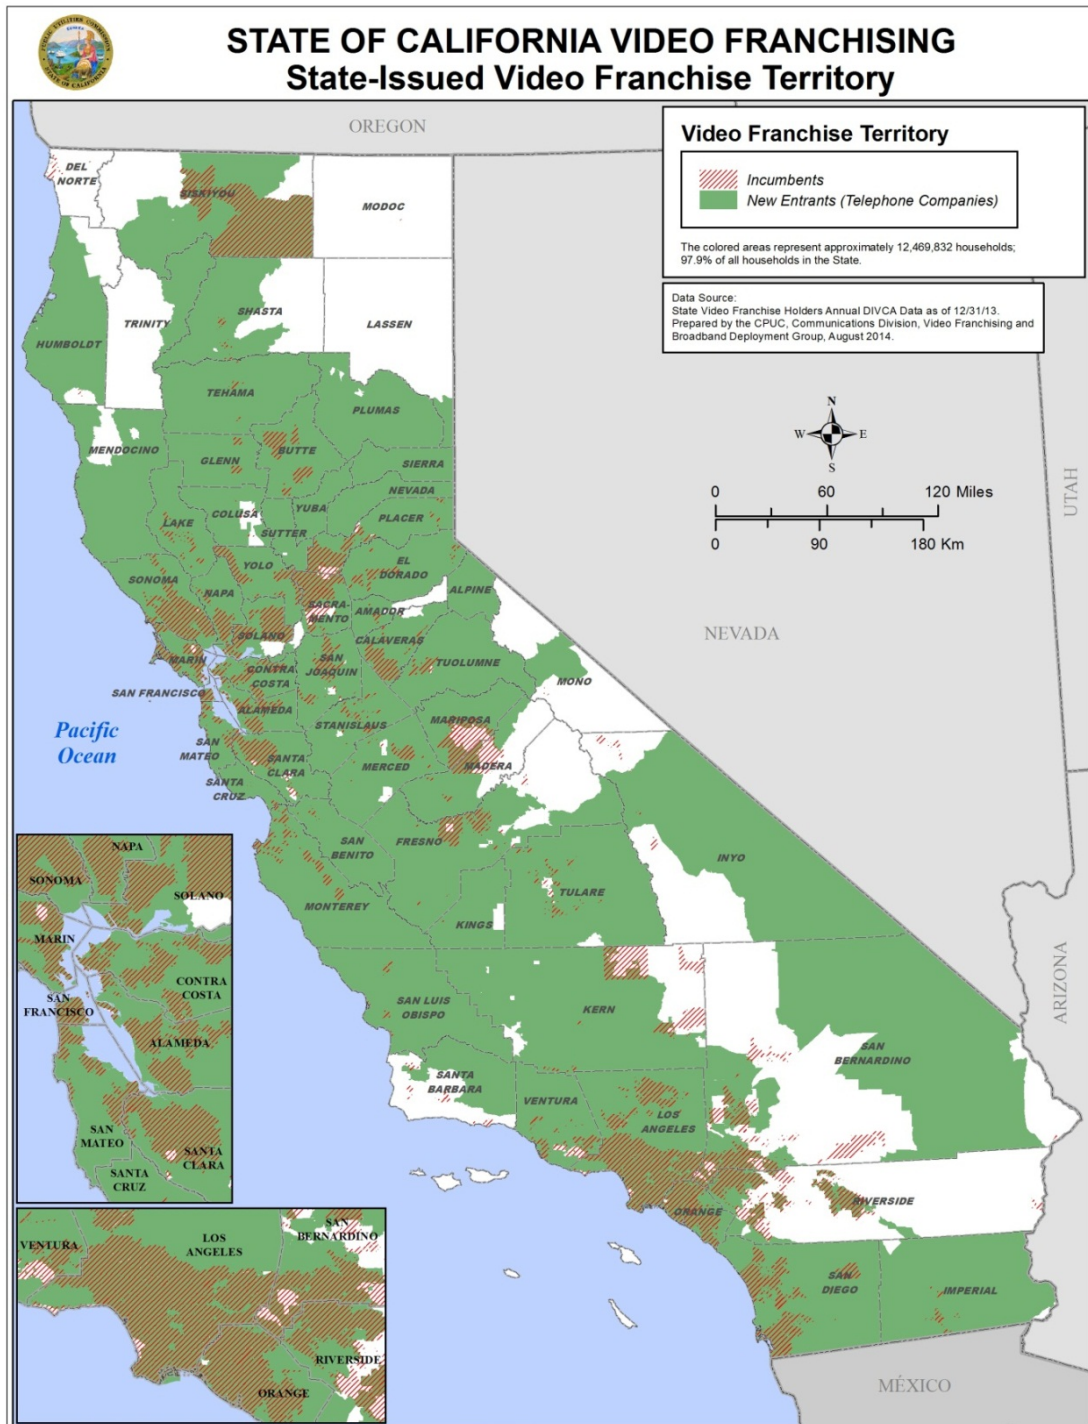 STATE OF CALIFORNIA VIDEO FRANCHISING
State-Issued Video Franchise Territory
OREGON
Video Franchise Territory
Incumbents
New Entrants (Telephone Companies)
The colored areas represent approximately 12,469,832 households;
97.9% of all households in the State.
Data Source:
State Video Franchise Holders Annual DIVCA Data as of 12/31/13.
Prepared by the CPUC, Communications Division, Video Franchising and
Broadband Deployment Group, August 2014.
DEL
NORTE
SISKIYOU
MODOC
TRINITY
SHASTA
LASSEN
HUMBOLDT
TEHAMA
PLUMAS
MENDOCINO
GLENN
BUTTE
SIERRA
NEVADA
COLUSA
YUBA
PLACER
LAKE
SUTTER
YOLO
EL
DORADO
SONOMA
NAPA
ALPINE
SACRA-
MENTO
AMADOR
SOLANO
CALAVERAS
MARIN
CONTRA
COSTA
SAN
JOAQUIN
TUOLUMNE
MONO
SAN FRANCISCO
ALAMEDA
STANISLAUS
MARIPOSA
SAN
MATEO
SANTA
CLARA
MERCED
MADERA
SANTA
CRUZ
SAN
BENITO
FRESNO
INYO
MONTEREY
KINGS
TULARE
SAN LUIS
OBISPO
KERN
SAN
BERNARDINO
SANTA
BARBARA
VENTURA
LOS
ANGELES
ORANGE
RIVERSIDE
SAN
DIEGO
IMPERIAL
N
W
E
S
0
60
120 Miles
0
90
180 Km
UTAH
NEVADA
ARIZONA
MÉXICO
Pacific
Ocean
NAPA
SONOMA
SOLANO
MARIN
CONTRA
COSTA
SAN
FRANCISCO
ALAMEDA
SAN
MATEO
SANTA
CLARA
SANTA
CRUZ
VENTURA
LOS
ANGELES
SAN
BERNARDINO
RIVERSIDE
ORANGE